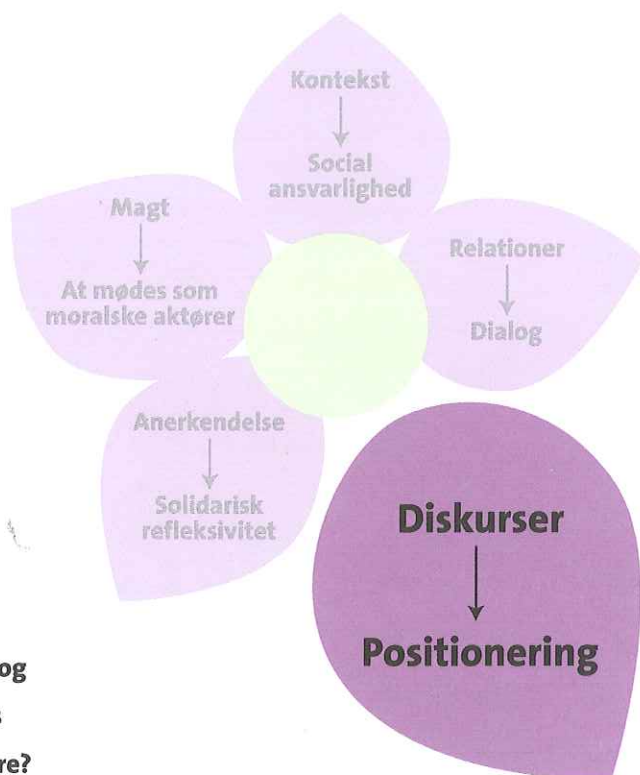 Kontekst
Social
ansvarlighed
Magt
At mødes som
moralske aktører
Relationer
Dialog
Anerkendelse
Solidarisk
refleksivitet
Diskurser
Positionering
og
re?